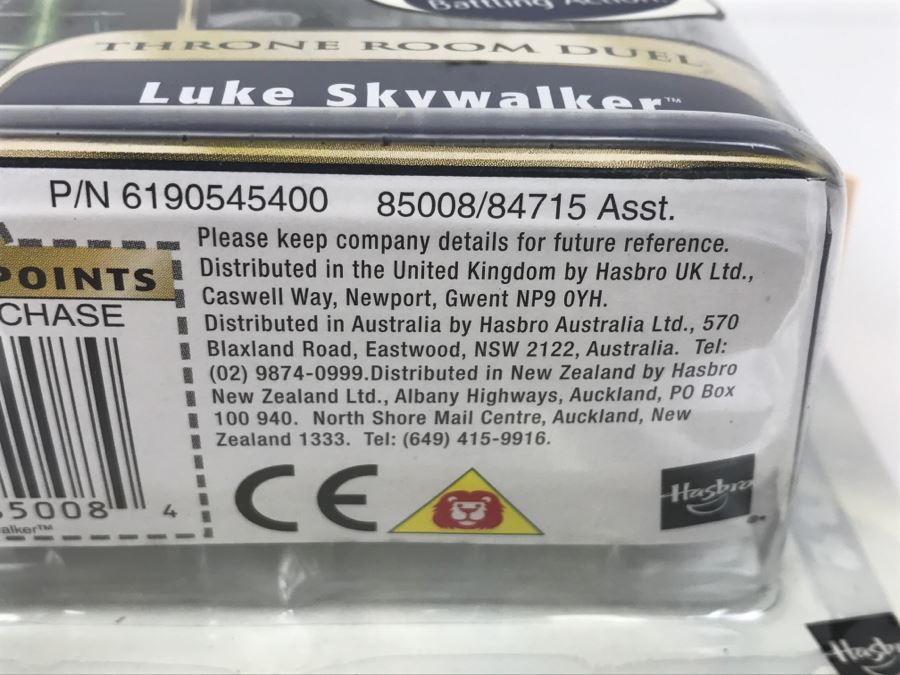 Battling Action
THRONE ROOM DUEL
Luke Skywalker™
P/N 6190545400 85008/84715 Asst.
POINTS
CHASE
Please keep company details for future reference.
Distributed in the United Kingdom by Hasbro UK Ltd.,
Caswell Way, Newport, Gwent NP9 0YH.
Distributed in Australia by Hasbro Australia Ltd., 570
Blaxland Road, Eastwood, NSW 2122, Australia. Tel:
(02) 9874-0999.Distributed in New Zealand by Hasbro
New Zealand Ltd., Albany Highways, Auckland, PO Box
100 940. North Shore Mail Centre, Auckland, New
Zealand 1333. Tel: (649) 415-9916.
85008 4
alker™
CE
Hasbro
Hasbro